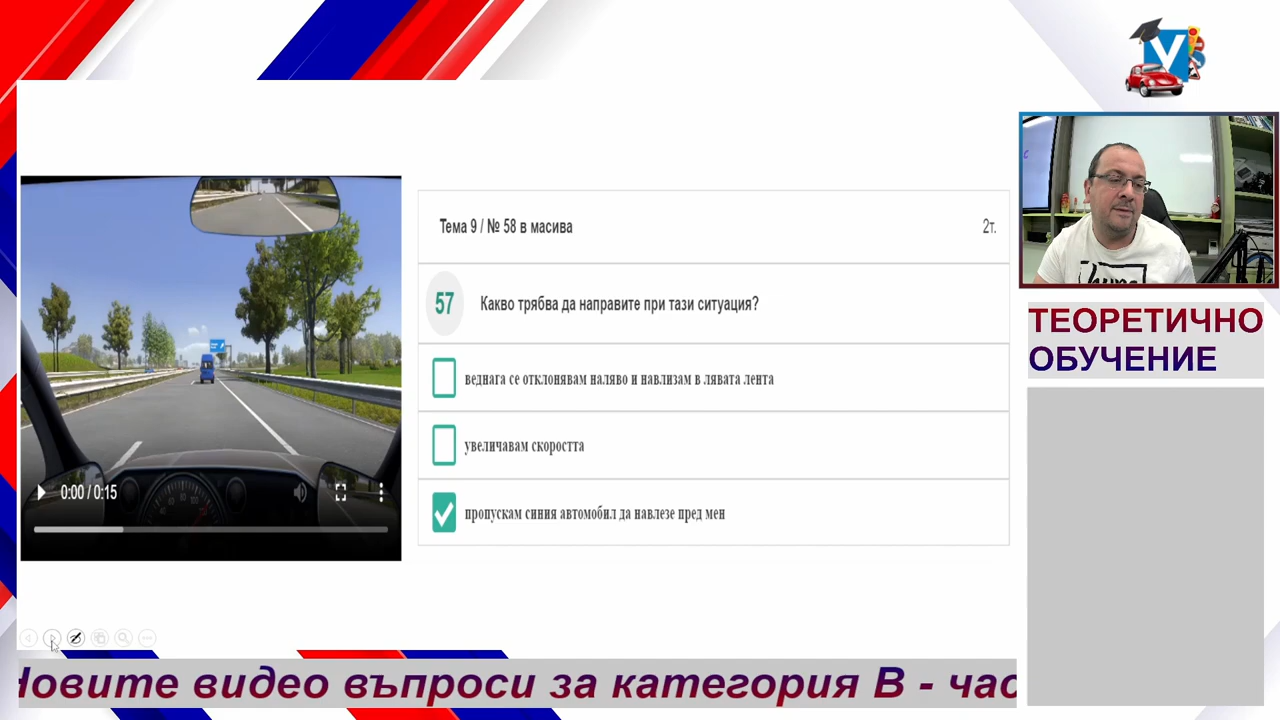 V
ТЕОРЕТИЧНО
ОБУЧЕНИЕ
Тема 9 / № 58 в масива
2т.
57
Какво трябва да направите при тази ситуация?
веднага се отклонявам наляво и навлизам в лявата лента
увеличавам скоростта
пропускам синия автомобил да навлезе пред мен
0:00 / 0:15
Новите видео въпроси за категория В - час